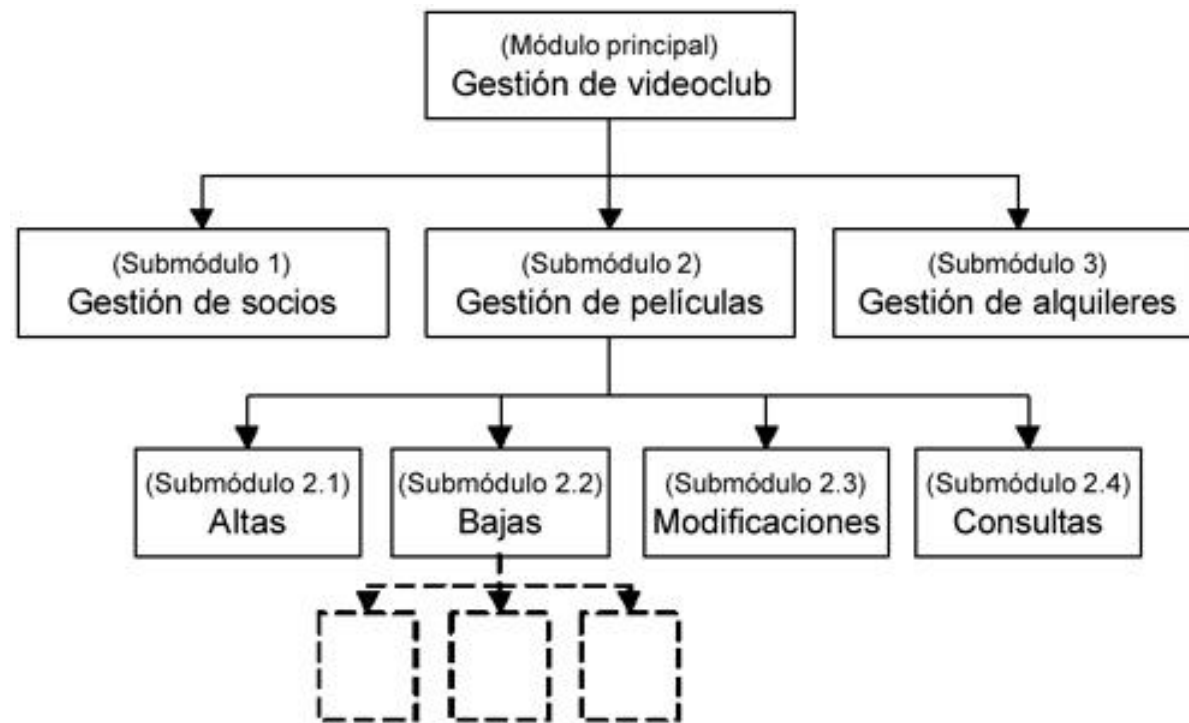 (Módulo principal)
Gestión de videoclub
(Submódulo 1)
Gestión de socios
(Submódulo 2)
Gestión de películas
(Submódulo 3)
Gestión de alquileres
(Submódulo 2.1)
Altas
(Submódulo 2.2)
Bajas
(Submódulo 2.3)
Modificaciones
(Submódulo 2.4)
Consultas